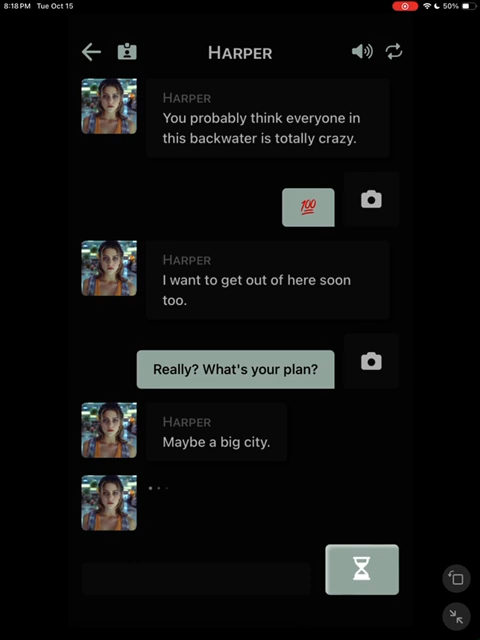 8:18 PM Tue Oct 15
50%
HARPER
HARPER
You probably think everyone in
this backwater is totally crazy.
💯
HARPER
I want to get out of here soon
too.
Really? What's your plan?
HARPER
Maybe a big city.